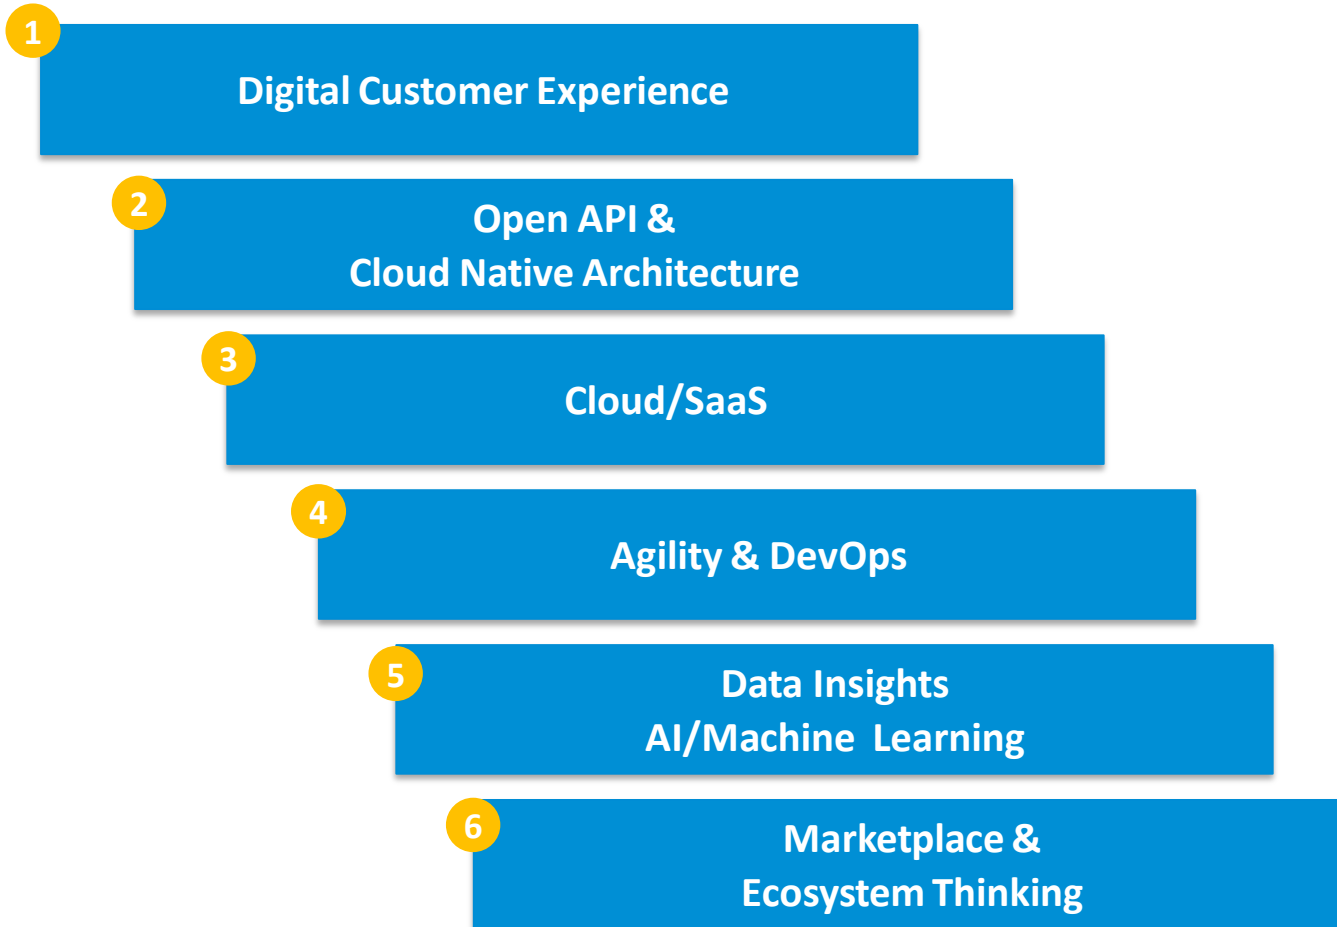 1
Digital Customer Experience
2
Open API &
Cloud Native Architecture
3
Cloud/SaaS
4
Agility & DevOps
5
Data Insights
AI/Machine  Learning
6
Marketplace &
Ecosystem Thinking